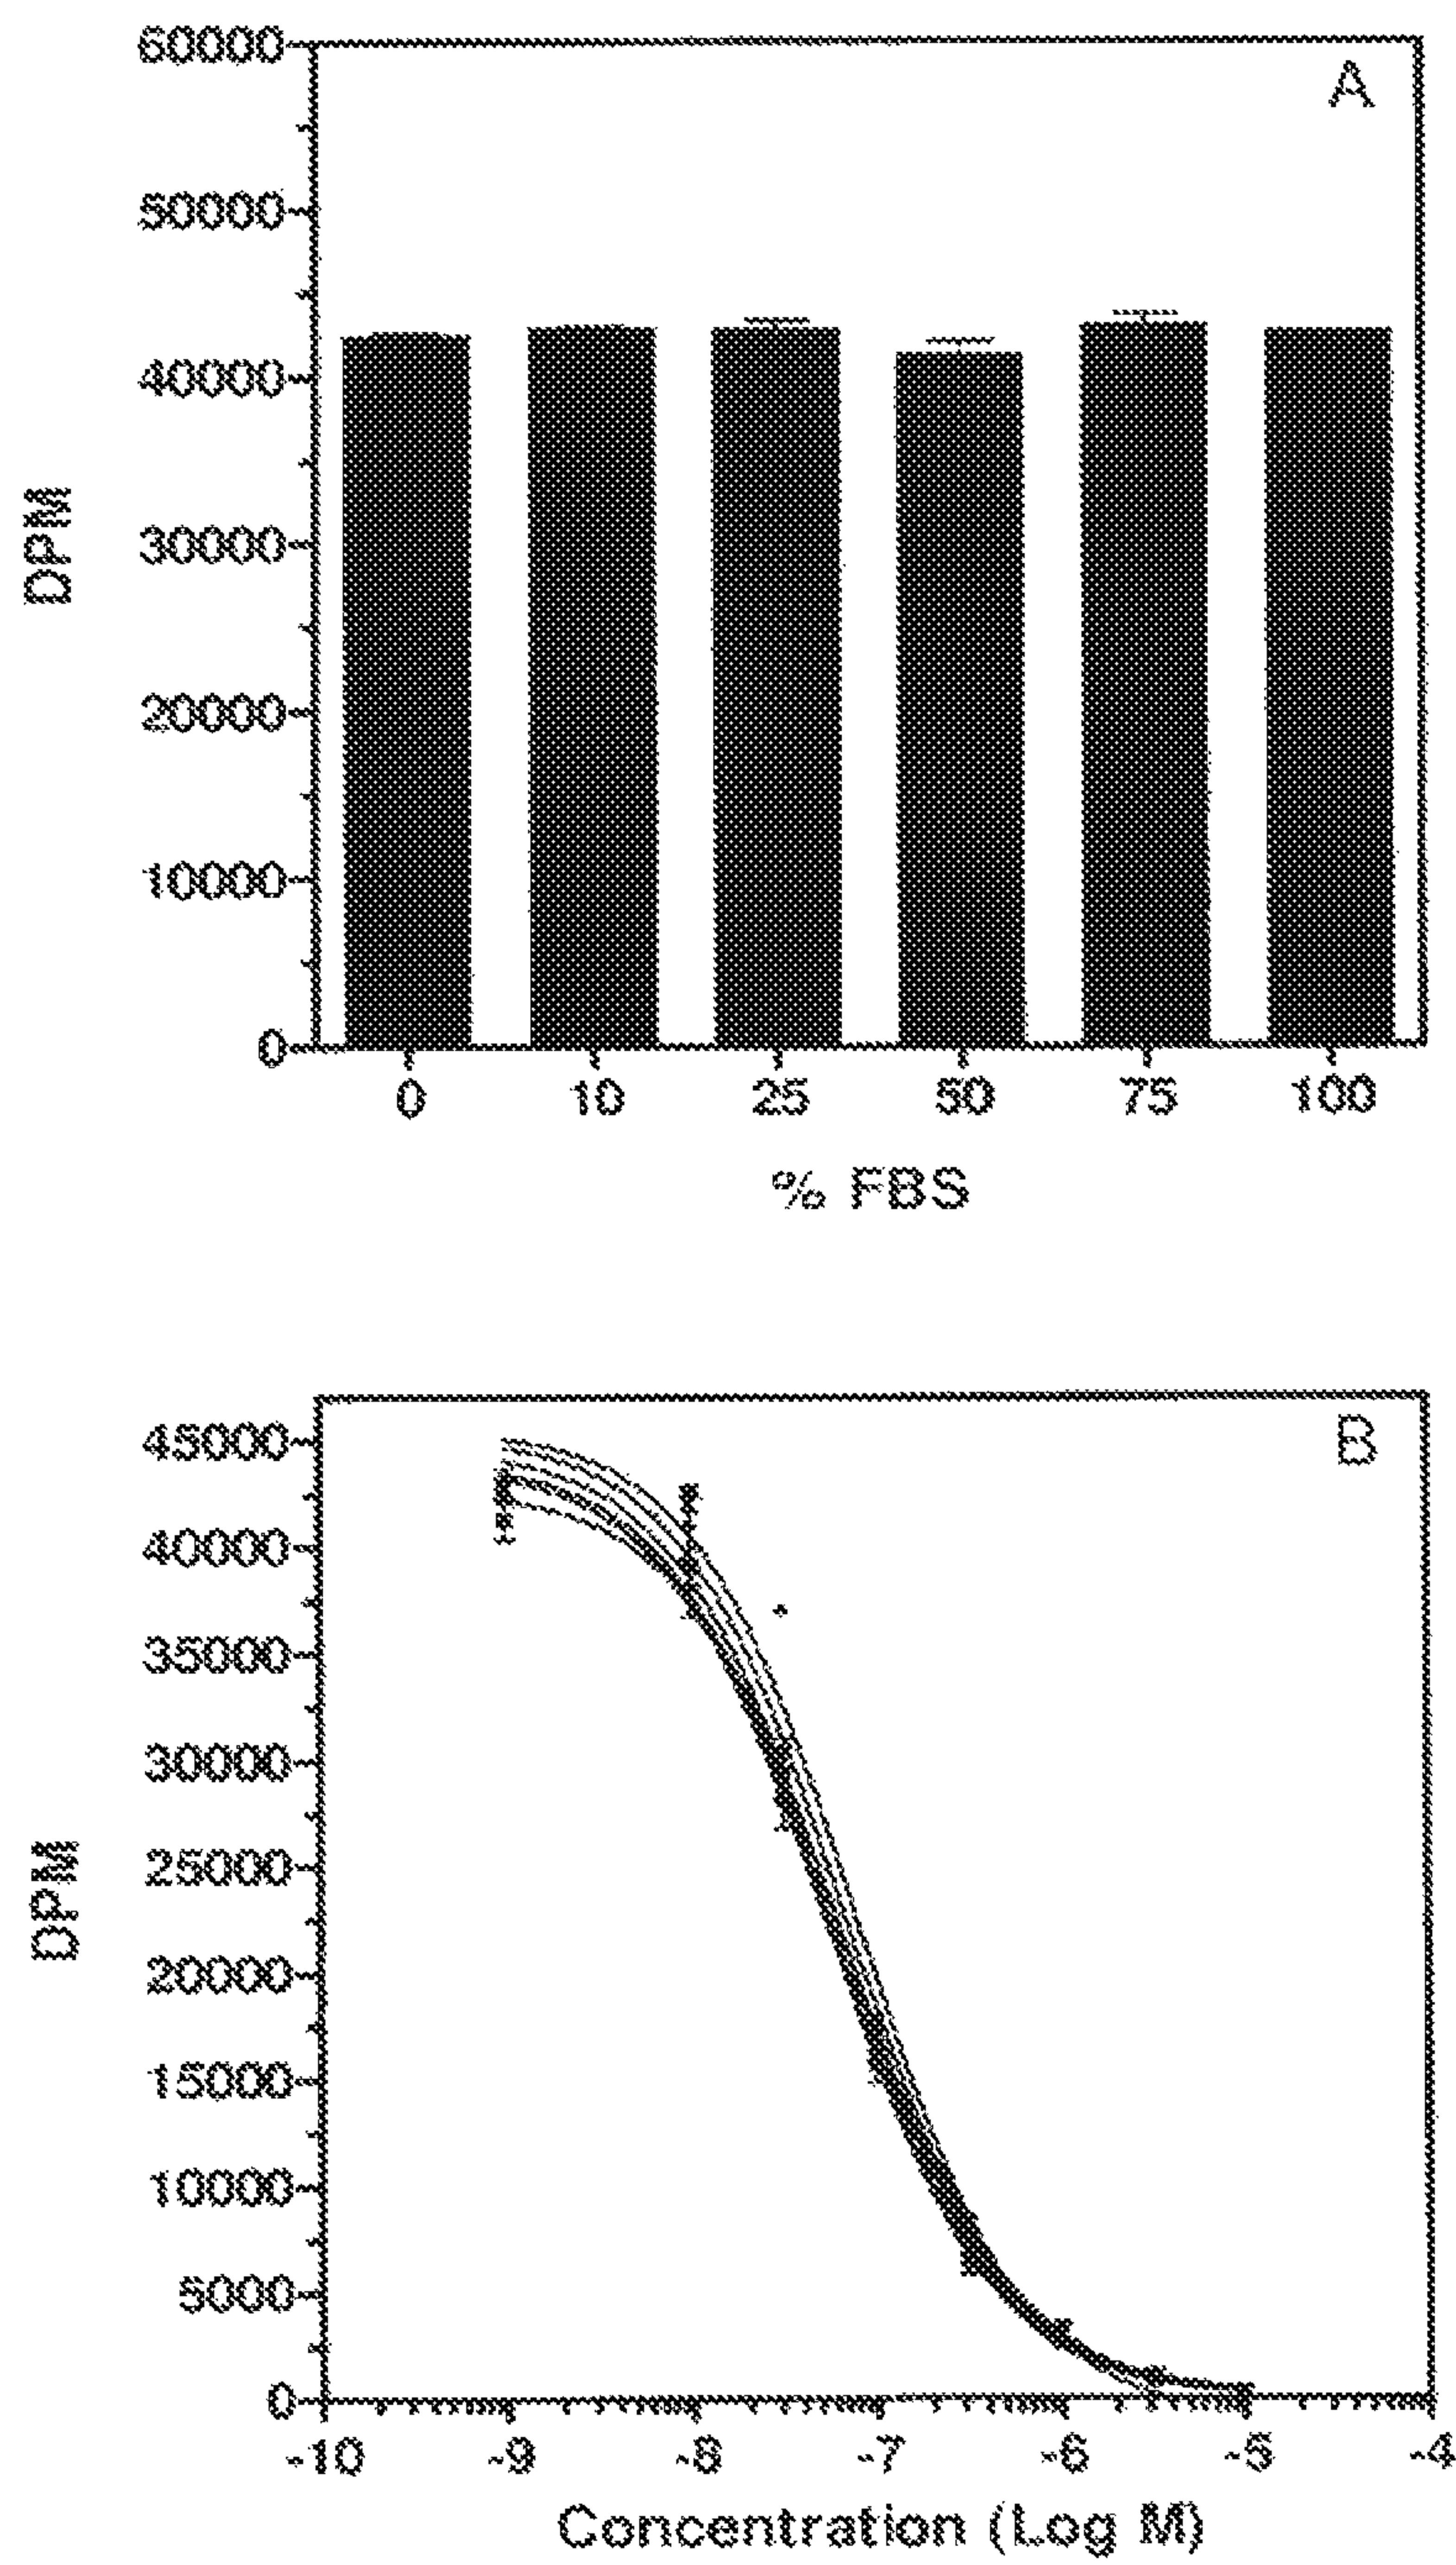 A
60000
50000
40000
30000
20000
10000
0
DPM
0 10 25 50 75 100
% FBS
B
45000
40000
35000
30000
25000
20000
15000
10000
5000
0
DPM
-10 -9 -8 -7 -6 -5 -4
Concentration (Log M)